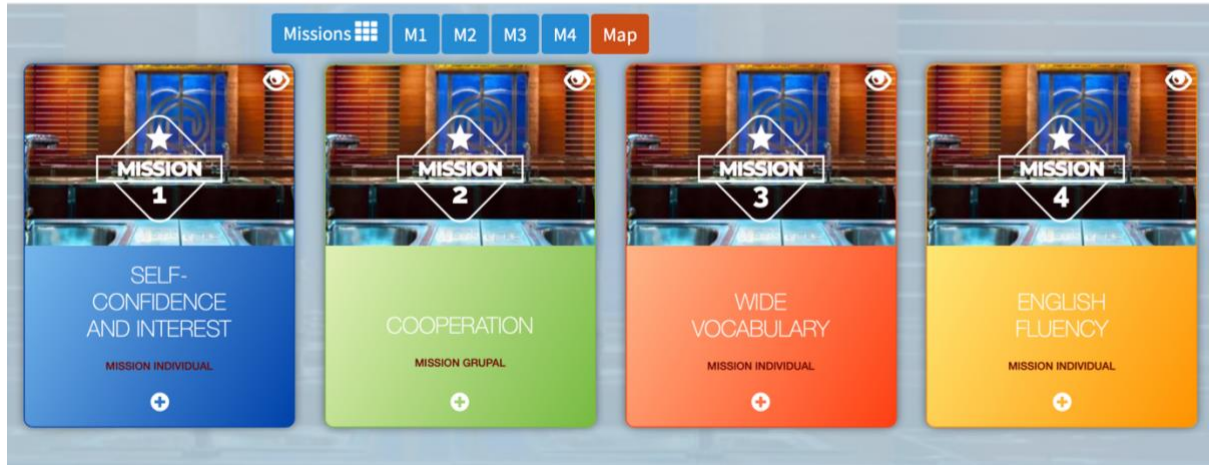 Missions
M1
M2
M3
M4
Map
MISSION
1
SELF-
CONFIDENCE
AND INTEREST
MISSION INDIVIDUAL
MISSION
2
COOPERATION
MISSION GRUPAL
MISSION
3
WIDE
VOCABULARY
MISSION INDIVIDUAL
MISSION
4
ENGLISH
FLUENCY
MISSION INDIVIDUAL